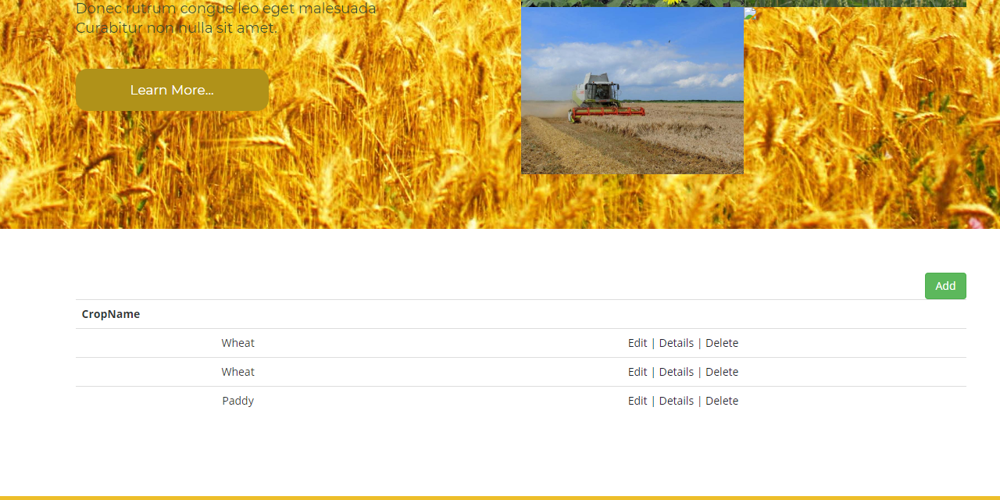 Donec rutrum congue leo eget malesuada
Curabitur non nulla sit amet.
Learn More...
Add
CropName
Wheat Edit | Details | Delete
Wheat Edit | Details | Delete
Paddy Edit | Details | Delete